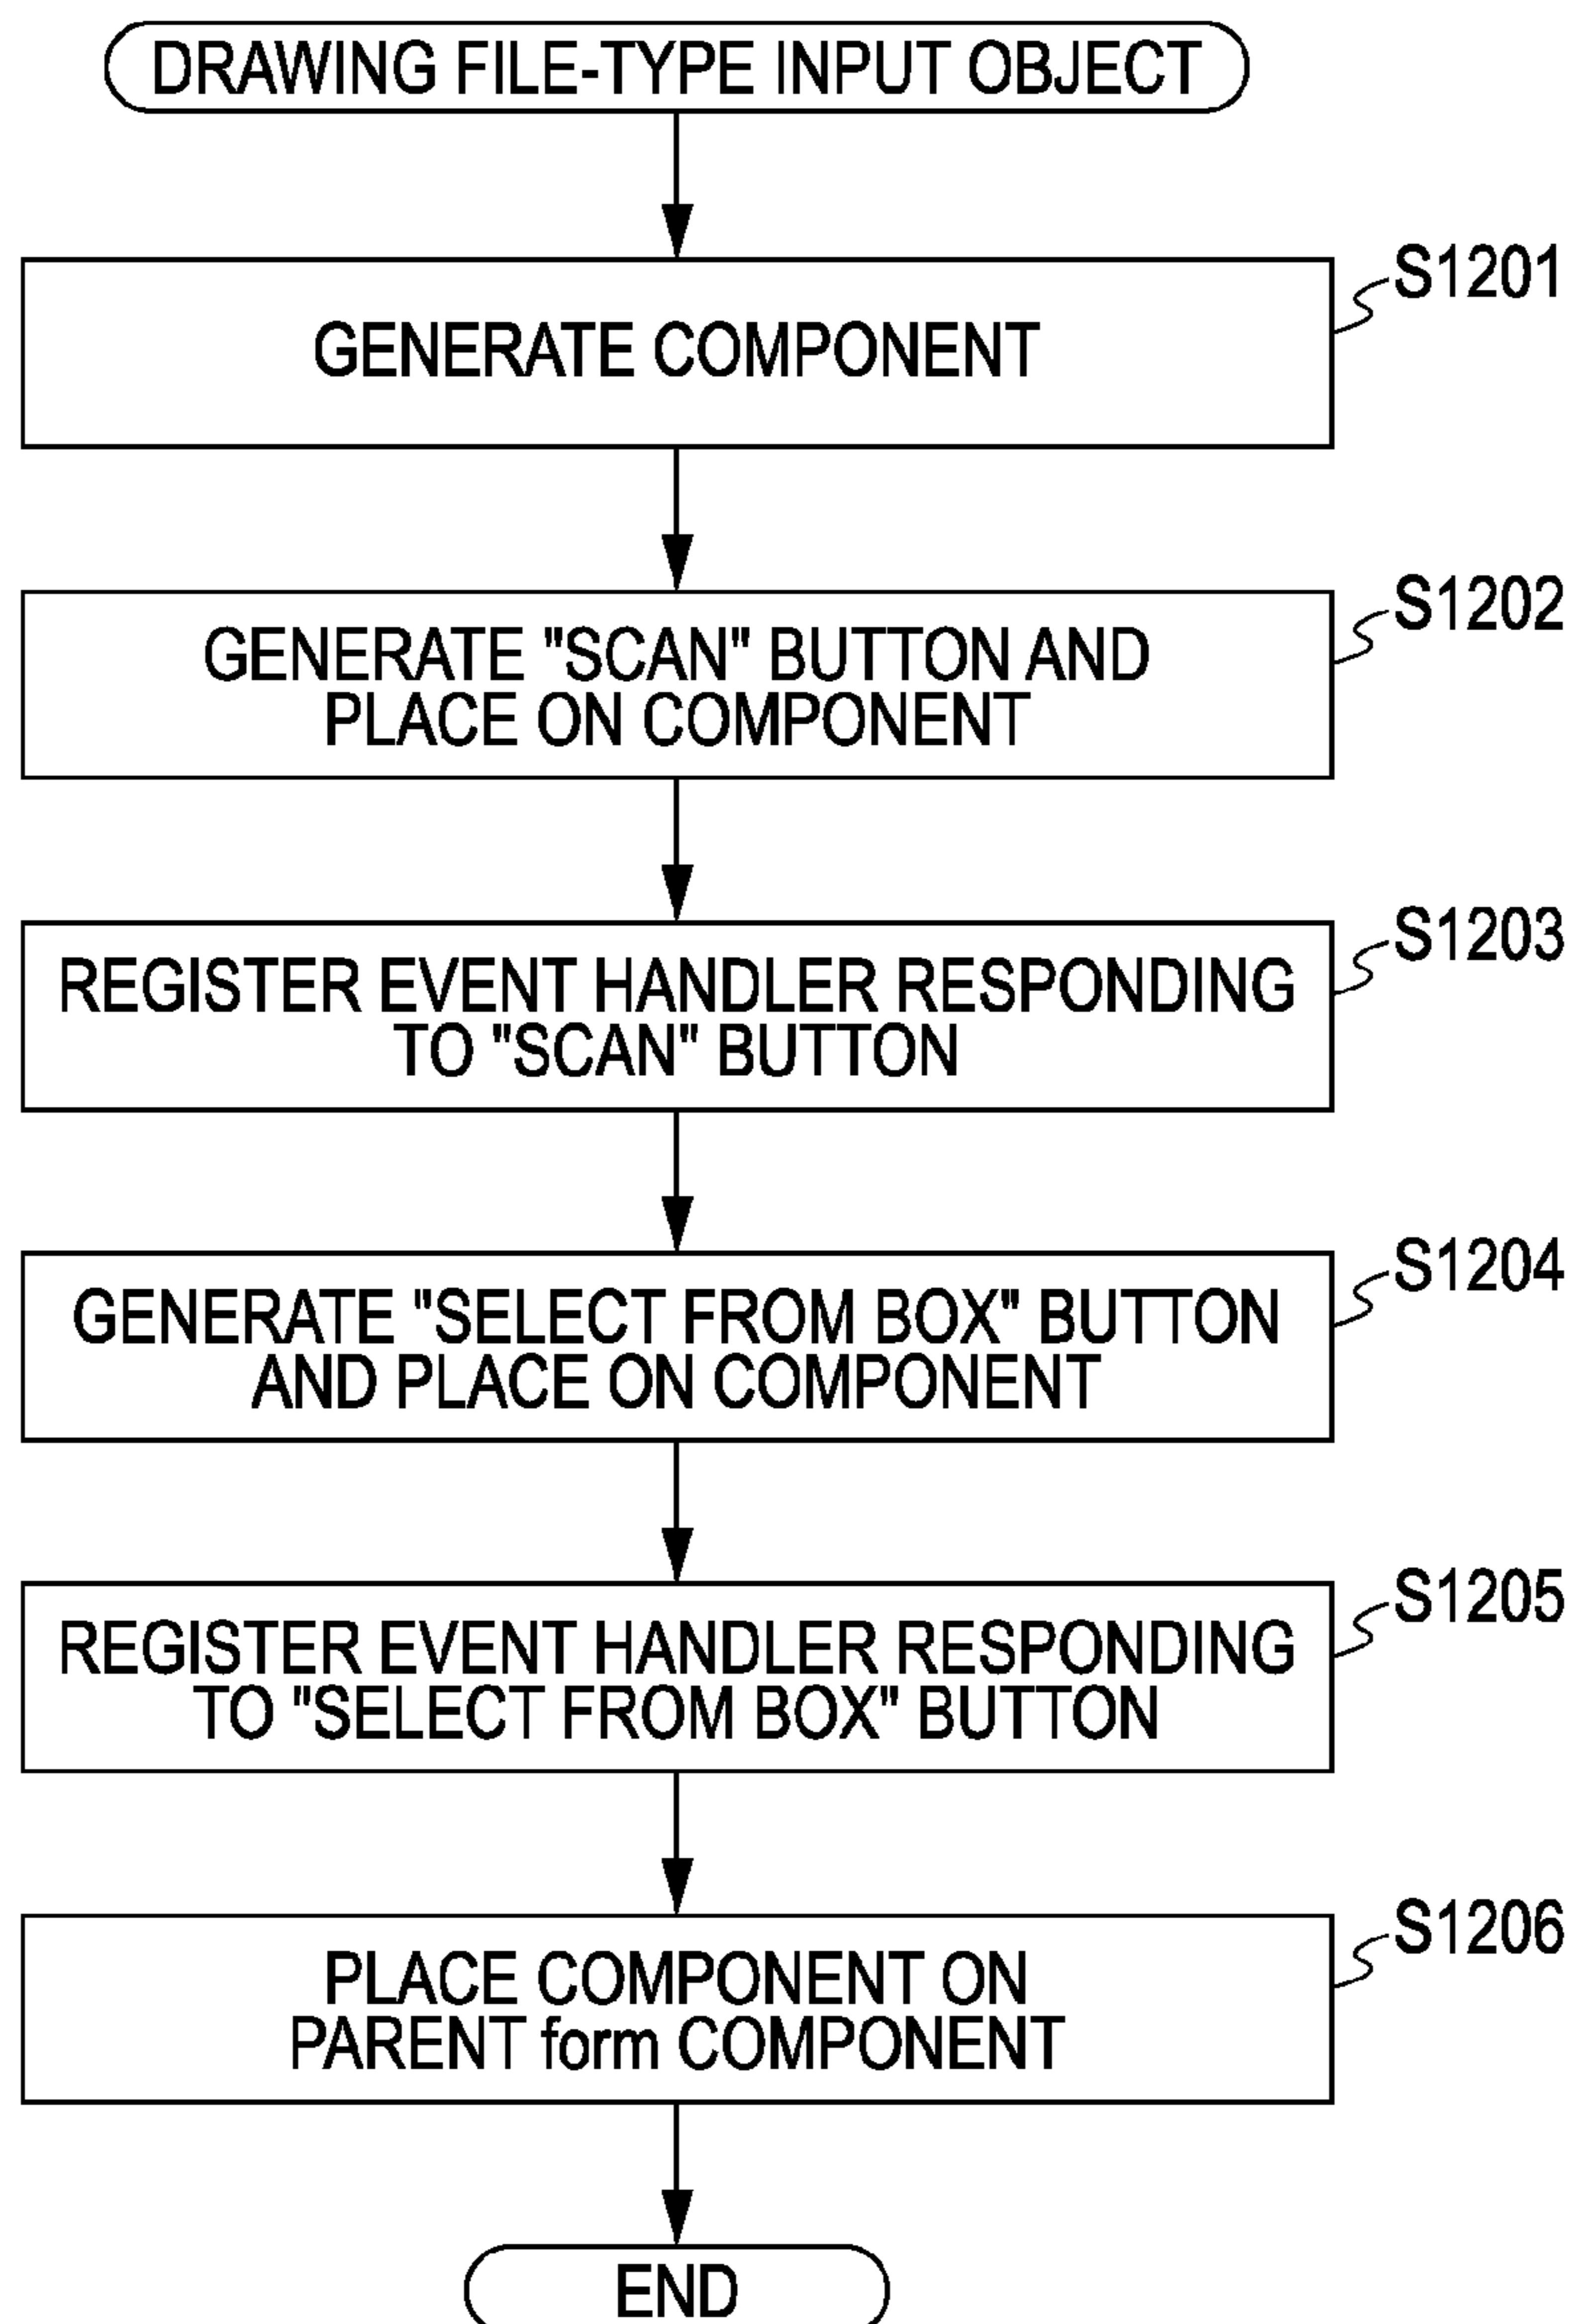 DRAWING FILE-TYPE INPUT OBJECT
S1201
GENERATE COMPONENT
S1202
GENERATE "SCAN" BUTTON AND
PLACE ON COMPONENT
S1203
REGISTER EVENT HANDLER RESPONDING
TO "SCAN" BUTTON
S1204
GENERATE "SELECT FROM BOX" BUTTON
AND PLACE ON COMPONENT
S1205
REGISTER EVENT HANDLER RESPONDING
TO "SELECT FROM BOX" BUTTON
S1206
PLACE COMPONENT ON
PARENT form COMPONENT
END